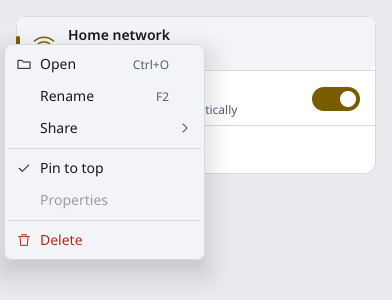 Home network
Open Ctrl+O
Rename F2
tically
Share
Pin to top
Properties
Delete